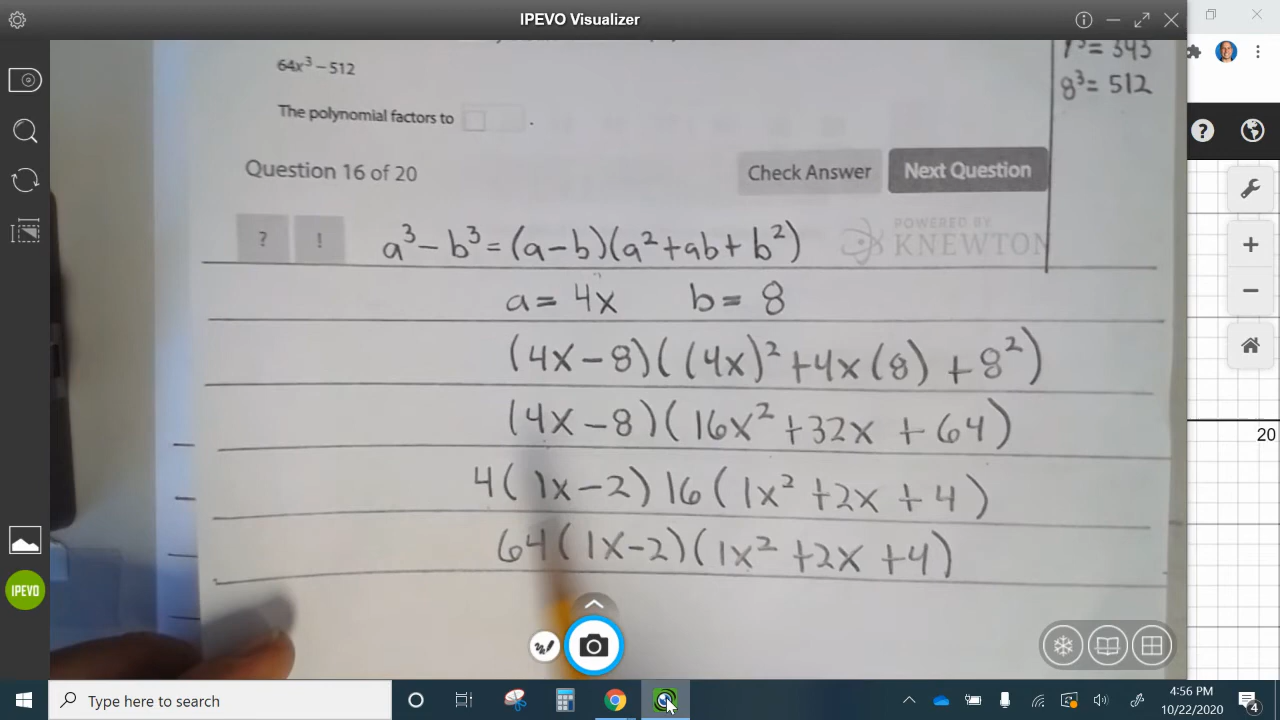 IPEVO Visualizer
7³ = 343
64x³ – 512
8³ = 512
The polynomial factors to .
Question 16 of 20
Check Answer
Next Question
? !
a³ – b³ = (a – b)(a² + ab + b²)
POWERED BY
KNEWTON
a = 4x b = 8
(4x – 8)((4x)² + 4x(8) + 8²)
(4x – 8)(16x² + 32x + 64)
20
4(1x – 2)16(1x² + 2x + 4)
64(1x – 2)(1x² + 2x + 4)
IPEVO
Type here to search
4:56 PM
10/22/2020
4